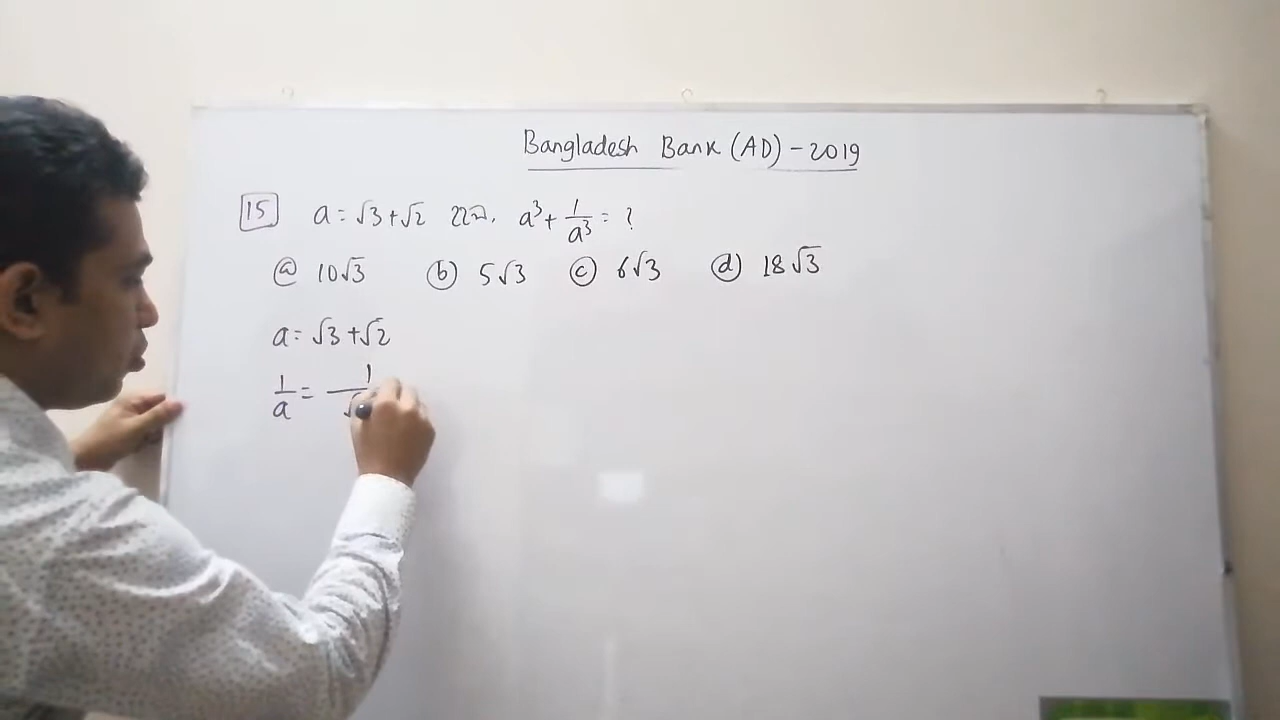 Bangladesh Bank (AD) - 2019
15 a = √3 + √2 হলে, a³ + 1/a³ = ?
ⓐ 10√3 ⓑ 5√3 ⓒ 6√3 ⓓ 18√3
a = √3 + √2
1/a = 1/√